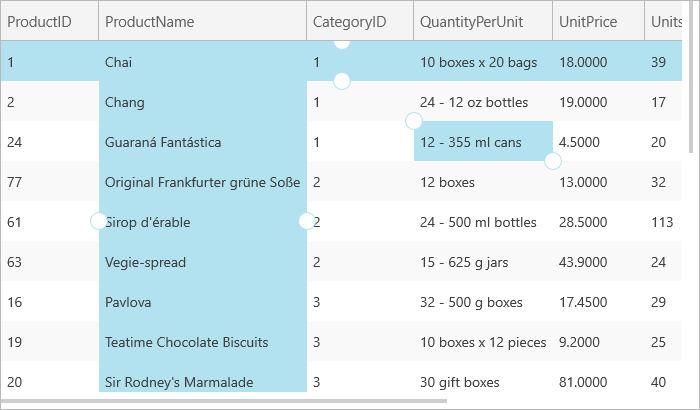 ProductID ProductName CategoryID QuantityPerUnit UnitPrice Units
1 Chai 1 10 boxes x 20 bags 18.0000 39
2 Chang 1 24 - 12 oz bottles 19.0000 17
24 Guaraná Fantástica 1 12 - 355 ml cans 4.5000 20
77 Original Frankfurter grüne Soße 2 12 boxes 13.0000 32
61 Sirop d'érable 2 24 - 500 ml bottles 28.5000 113
63 Vegie-spread 2 15 - 625 g jars 43.9000 24
16 Pavlova 3 32 - 500 g boxes 17.4500 29
19 Teatime Chocolate Biscuits 3 10 boxes x 12 pieces 9.2000 25
20 Sir Rodney's Marmalade 3 30 gift boxes 81.0000 40